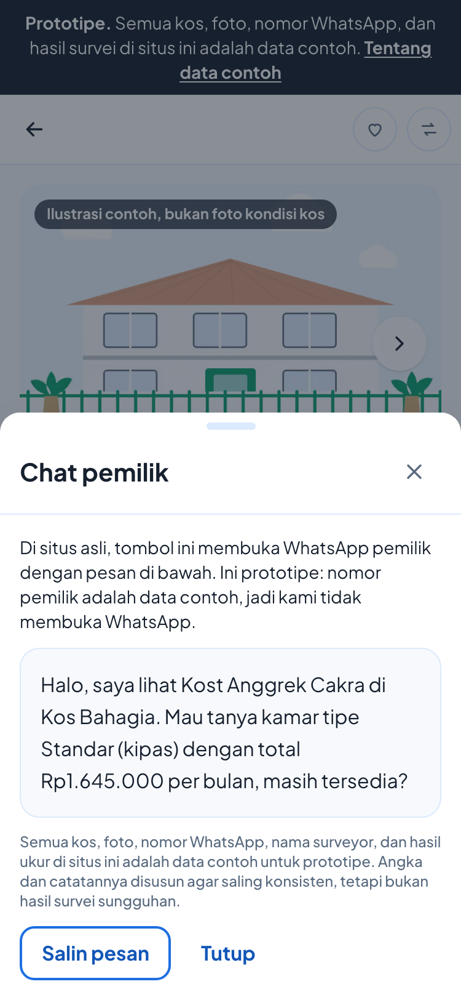 Prototipe. Semua kos, foto, nomor WhatsApp, dan
hasil survei di situs ini adalah data contoh. Tentang
data contoh
Ilustrasi contoh, bukan foto kondisi kos
Chat pemilik
Di situs asli, tombol ini membuka WhatsApp pemilik
dengan pesan di bawah. Ini prototipe: nomor
pemilik adalah data contoh, jadi kami tidak
membuka WhatsApp.
Halo, saya lihat Kost Anggrek Cakra di
Kos Bahagia. Mau tanya kamar tipe
Standar (kipas) dengan total
Rp1.645.000 per bulan, masih tersedia?
Semua kos, foto, nomor WhatsApp, nama surveyor, dan hasil
ukur di situs ini adalah data contoh untuk prototipe. Angka
dan catatannya disusun agar saling konsisten, tetapi bukan
hasil survei sungguhan.
Salin pesan
Tutup